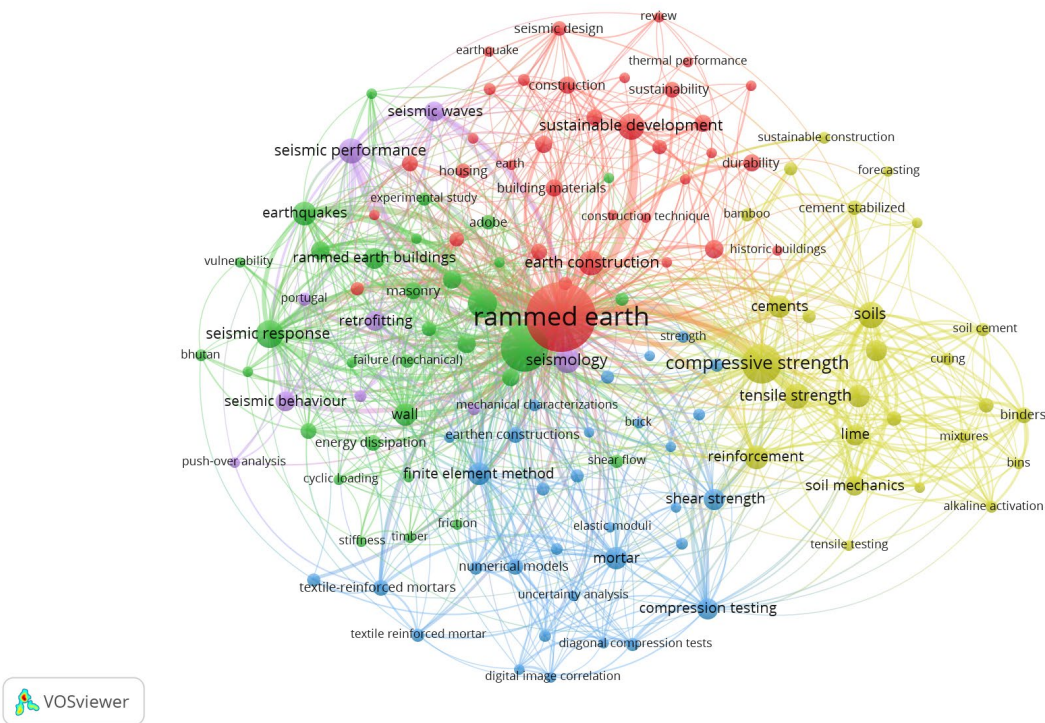 review
seismic design
earthquake
thermal performance
construction
sustainability
seismic waves
sustainable development
sustainable construction
seismic performance
housing
earth
durability
forecasting
experimental study
building materials
earthquakes
adobe
construction technique
bamboo
cement stabilized
vulnerability
rammed earth buildings
earth construction
historic buildings
portugal
masonry
cements
retrofitting
rammed earth
soils
seismic response
strength
soil cement
bhutan
failure (mechanical)
seismology
compressive strength
curing
seismic behaviour
wall
mechanical characterizations
tensile strength
brick
binders
energy dissipation
earthen constructions
lime
mixtures
push-over analysis
cyclic loading
finite element method
shear flow
reinforcement
bins
shear strength
soil mechanics
alkaline activation
friction
elastic moduli
stiffness
timber
tensile testing
numerical models
mortar
textile-reinforced mortars
uncertainty analysis
compression testing
textile reinforced mortar
diagonal compression tests
digital image correlation
VOSviewer